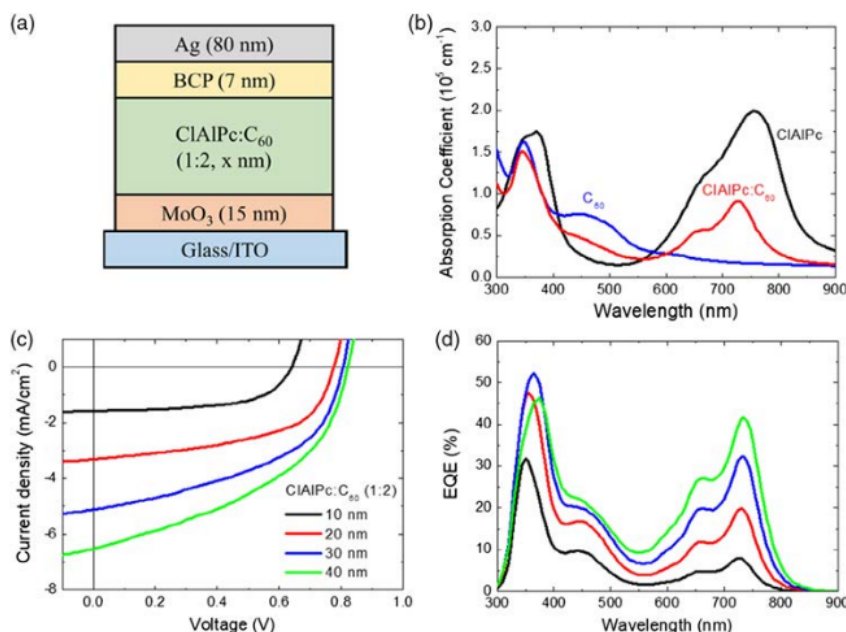 (a)
Ag (80 nm)
BCP (7 nm)
ClAlPc:C₆₀
(1:2, x nm)
MoO₃ (15 nm)
Glass/ITO
(b)
Absorption Coefficient (10⁵ cm⁻¹)
3.0
2.5
2.0
1.5
1.0
0.5
0.0
ClAlPc
C₆₀
ClAlPc:C₆₀
300 400 500 600 700 800 900
Wavelength (nm)
(c)
Current density (mA/cm²)
0
-2
-4
-6
-8
ClAlPc:C₆₀ (1:2)
10 nm
20 nm
30 nm
40 nm
0.0 0.2 0.4 0.6 0.8 1.0
Voltage (V)
(d)
EQE (%)
60
50
40
30
20
10
0
300 400 500 600 700 800 900
Wavelength (nm)